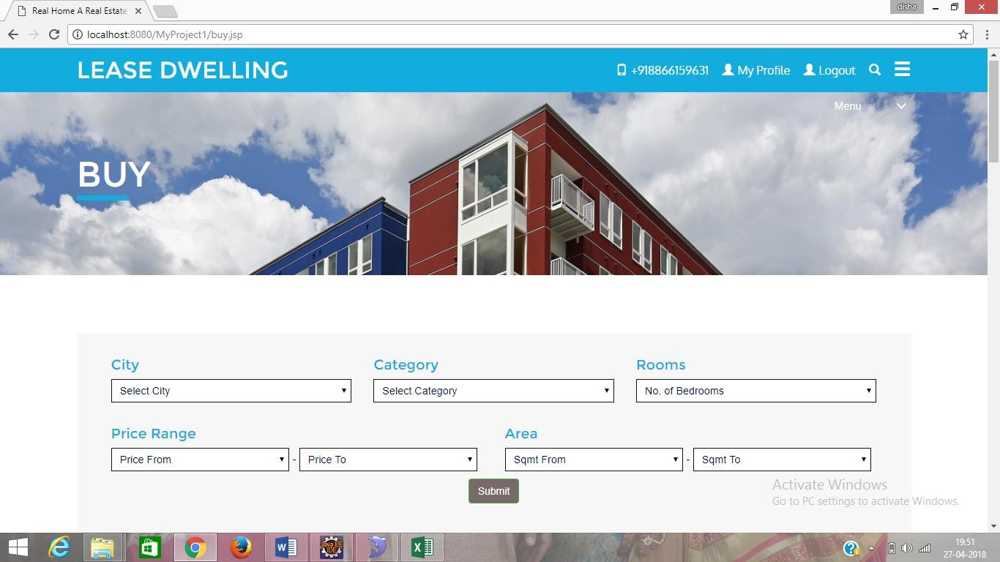 Real Home A Real Estate
disha
localhost:8080/MyProject1/buy.jsp
LEASE DWELLING
+918866159631 My Profile Logout
Menu
BUY
City Category Rooms
Select City Select Category No. of Bedrooms
Price Range Area
Price From - Price To Sqmt From - Sqmt To
Submit
Activate Windows
Go to PC settings to activate Windows.
Java EE
IDE
19:51
27-04-2018